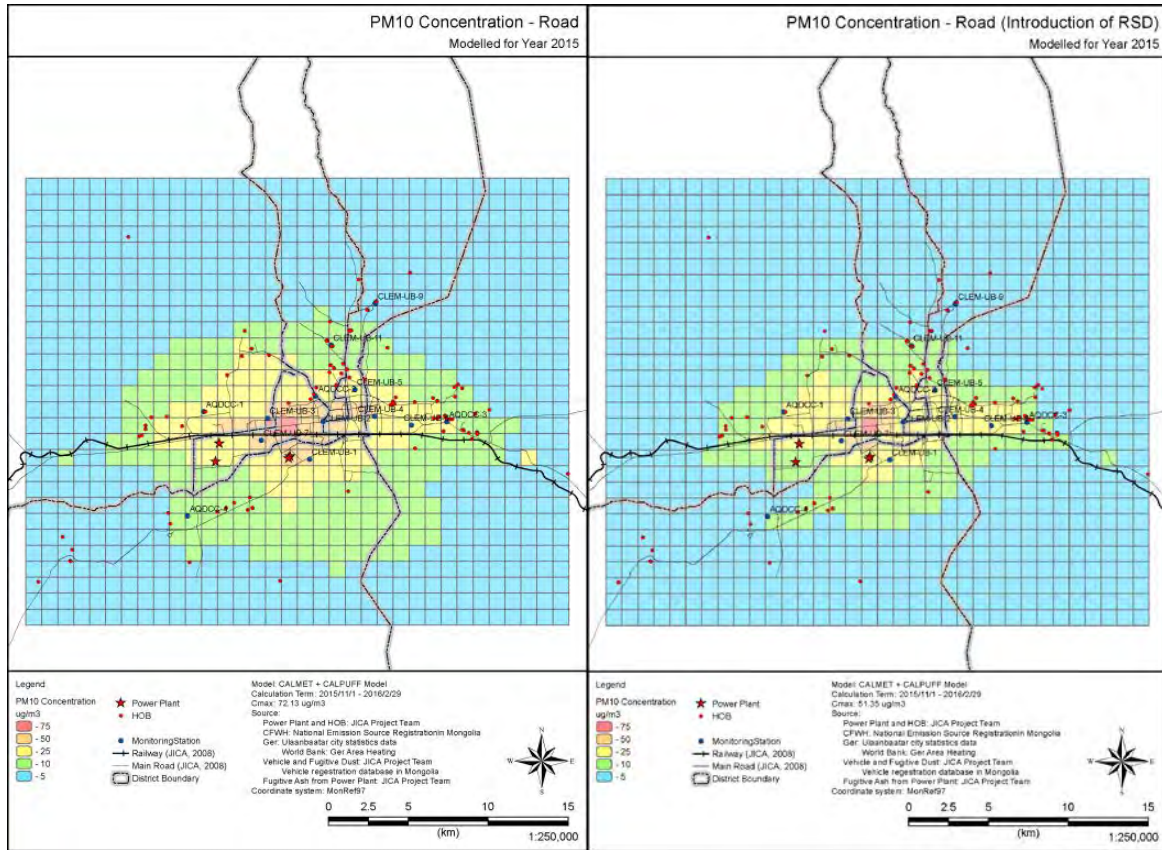 PM10 Concentration - Road
Modelled for Year 2015
CLEM-UB-9
CLEM-UB-11
CLEM-UB-5
AQDCC-1
CLEM-UB-3
CLEM-UB-4
AQDCC-3
CLEM-UB-1
Legend
PM10 Concentration
ug/m3
- 75
- 50
- 25
- 10
- 5
Power Plant
HOB
MonitoringStation
Railway (JICA, 2008)
Main Road (JICA, 2008)
District Boundary
Model: CALMET + CALPUFF Model
Calculation Term: 2015/11/1 - 2016/2/29
Cmax: 72.13 ug/m3
Source:
Power Plant and HOB: JICA Project Team
CFWH: National Emission Source Registrationin Mongolia
Ger: Ulaanbaatar city statistics data
World Bank: Ger Area Heating
Vehicle and Fugitive Dust: JICA Project Team
Vehicle regestration database in Mongolia
Fugitive Ash from Power Plant: JICA Project Team
Coordinate system: MonRef97
N
W
E
S
0 5 10 15
(km)
1:250,000
PM10 Concentration - Road (Introduction of RSD)
Modelled for Year 2015
CLEM-UB-9
CLEM-UB-11
CLEM-UB-5
AQDCC-1
CLEM-UB-3
CLEM-UB-4
AQDCC-3
CLEM-UB-1
Legend
PM10 Concentration
ug/m3
- 75
- 50
- 25
- 10
- 5
Power Plant
HOB
MonitoringStation
Railway (JICA, 2008)
Main Road (JICA, 2008)
District Boundary
Model: CALMET + CALPUFF Model
Calculation Term: 2015/11/1 - 2016/2/29
Cmax: 51.35 ug/m3
Source:
Power Plant and HOB: JICA Project Team
CFWH: National Emission Source Registrationin Mongolia
Ger: Ulaanbaatar city statistics data
World Bank: Ger Area Heating
Vehicle and Fugitive Dust: JICA Project Team
Vehicle regestration database in Mongolia
Fugitive Ash from Power Plant: JICA Project Team
Coordinate system: MonRef97
N
W
E
S
0 5 10 15
(km)
1:250,000